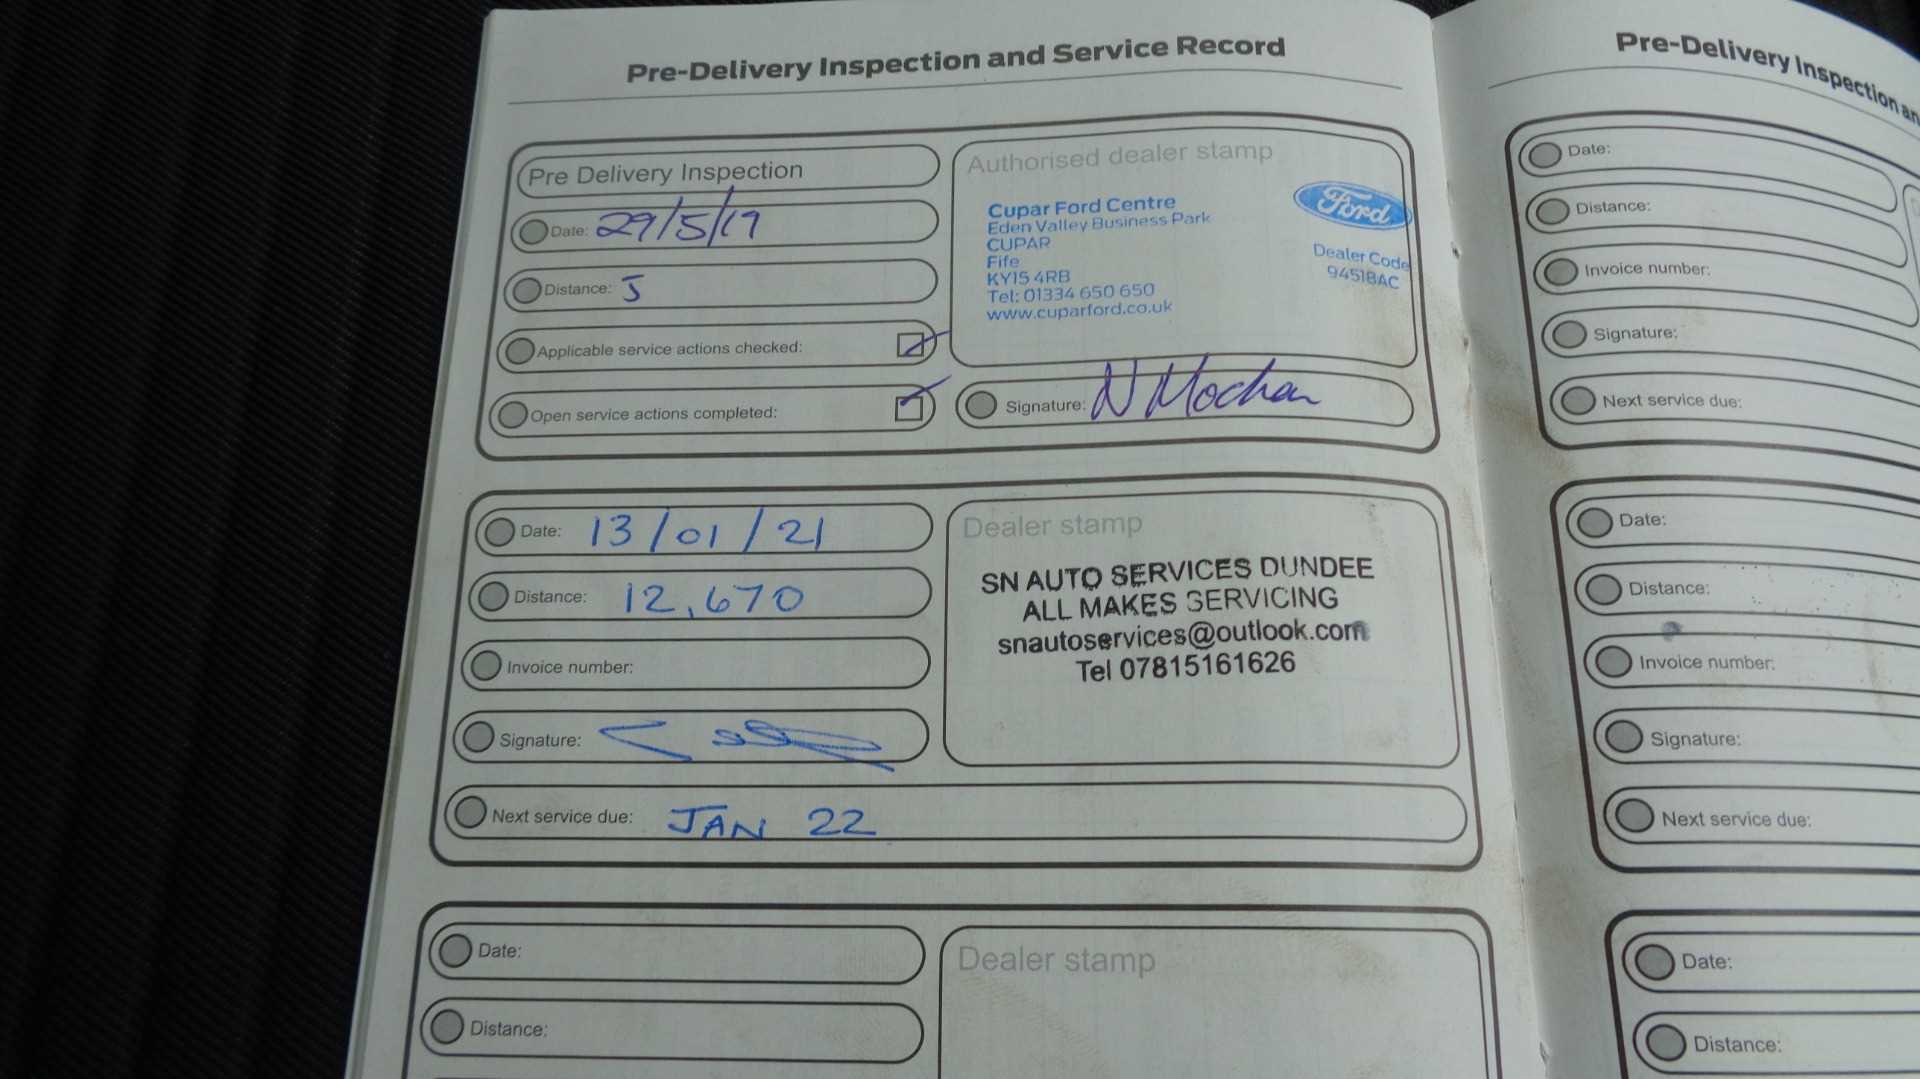 Pre-Delivery Inspection and Service Record
Pre Delivery Inspection
Date: 29/5/19
Distance: 5
Applicable service actions checked:
Open service actions completed:
Authorised dealer stamp
Cupar Ford Centre
Eden Valley Business Park
CUPAR
Fife
KY15 4RB
Tel: 01334 650 650
www.cuparford.co.uk
Ford
Dealer Code
94518AC
Signature: N Mochan
Date: 13/01/21
Distance: 12,670
Invoice number:
Signature:
Next service due: JAN 22
Dealer stamp
SN AUTO SERVICES DUNDEE
ALL MAKES SERVICING
snautoservices@outlook.com
Tel 07815161626
Date:
Distance:
Dealer stamp
Pre-Delivery Inspection an
Date:
Distance:
Invoice number:
Signature:
Next service due:
Date:
Distance:
Invoice number:
Signature:
Next service due:
Date:
Distance: